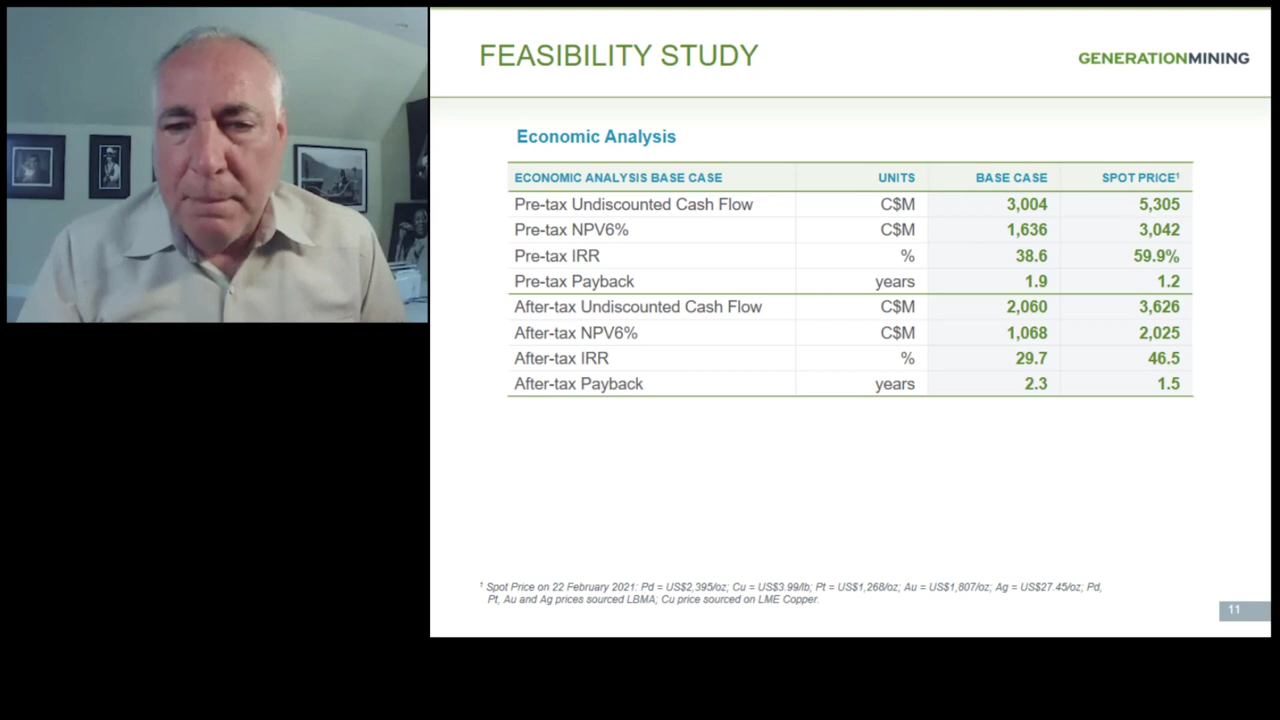 FEASIBILITY STUDY
GENERATIONMINING
Economic Analysis
ECONOMIC ANALYSIS BASE CASE UNITS BASE CASE SPOT PRICE¹
Pre-tax Undiscounted Cash Flow C$M 3,004 5,305
Pre-tax NPV6% C$M 1,636 3,042
Pre-tax IRR % 38.6 59.9%
Pre-tax Payback years 1.9 1.2
After-tax Undiscounted Cash Flow C$M 2,060 3,626
After-tax NPV6% C$M 1,068 2,025
After-tax IRR % 29.7 46.5
After-tax Payback years 2.3 1.5
¹ Spot Price on 22 February 2021: Pd = US$2,395/oz; Cu = US$3.99/lb; Pt = US$1,268/oz; Au = US$1,807/oz; Ag = US$27.45/oz; Pd,
Pt, Au and Ag prices sourced LBMA; Cu price sourced on LME Copper.
11